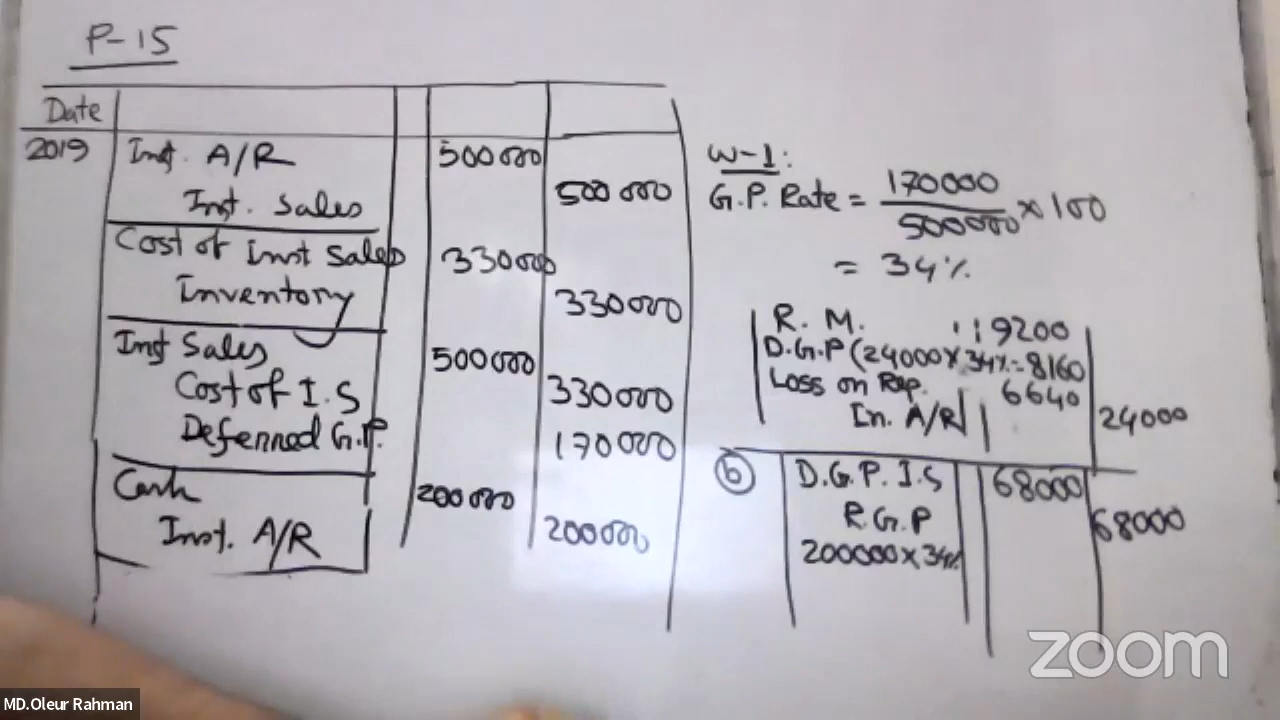 P-15
Date
2019 Inst. A/R 500000
Inst. Sales 500000
Cost of Inst Sales 330000
Inventory 330000
Inst Sales 500000
Cost of I.S 330000
Deferred G.P. 170000
Cash 200000
Inst. A/R 200000
W-1:
G.P. Rate = 170000/500000 × 100
= 34%
R. M. 9200
D.G.P (24000×34%=8160
Loss on Rep. 6640
In. A/R 24000
(b) D.G.P. I.S 68000
R.G.P 68000
200000×34%
zoom
MD.Oleur Rahman